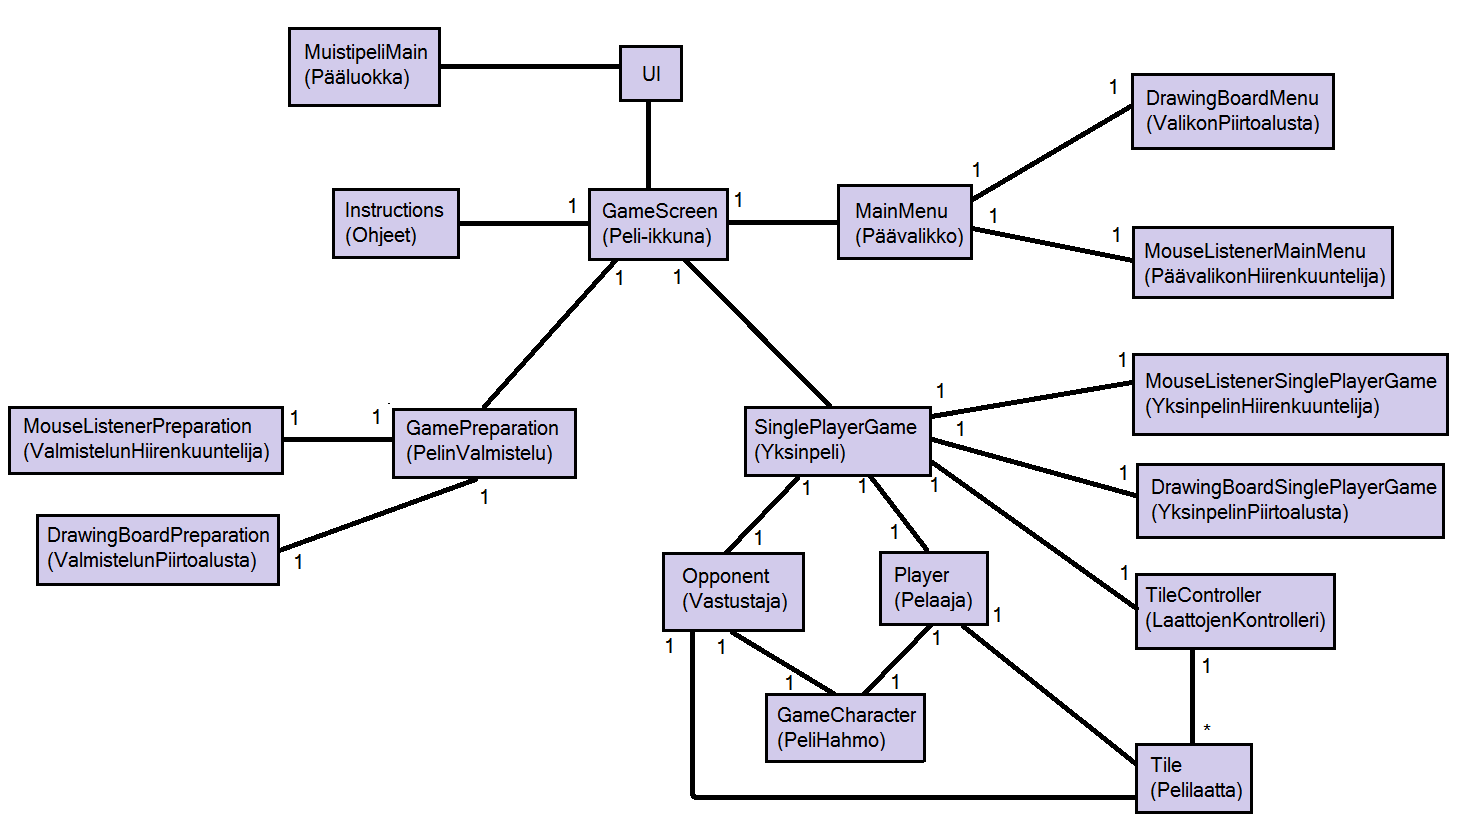 MuistipeliMain
(Pääluokka)
UI
1
DrawingBoardMenu
(ValikonPiirtoalusta)
1
Instructions
(Ohjeet)
1
GameScreen
(Peli-ikkuna)
1
MainMenu
(Päävalikko)
1
1
MouseListenerMainMenu
(PäävalikonHiirenkuuntelija)
1
1
1
MouseListenerSinglePlayerGame
(YksinpelinHiirenkuuntelija)
1
MouseListenerPreparation
(ValmistelunHiirenkuuntelija)
1
1
GamePreparation
(PelinValmistelu)
SinglePlayerGame
(Yksinpeli)
1
1
DrawingBoardSinglePlayerGame
(YksinpelinPiirtoalusta)
1
1
1
1
DrawingBoardPreparation
(ValmistelunPiirtoalusta)
1
1
1
Opponent
(Vastustaja)
Player
(Pelaaja)
1
TileController
(LaattojenKontrolleri)
1
1
1
1
1
1
1
GameCharacter
(PeliHahmo)
*
Tile
(Pelilaatta)